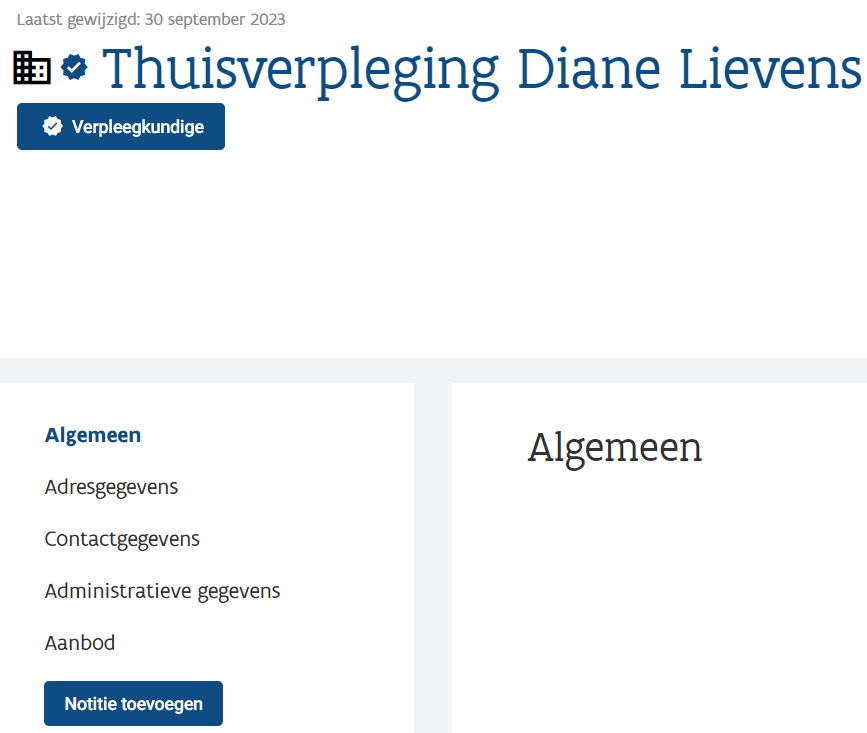 Laatst gewijzigd: 30 september 2023
Thuisverpleging Diane Lievens
Verpleegkundige
Algemeen
Adresgegevens
Contactgegevens
Administratieve gegevens
Aanbod
Notitie toevoegen
Algemeen